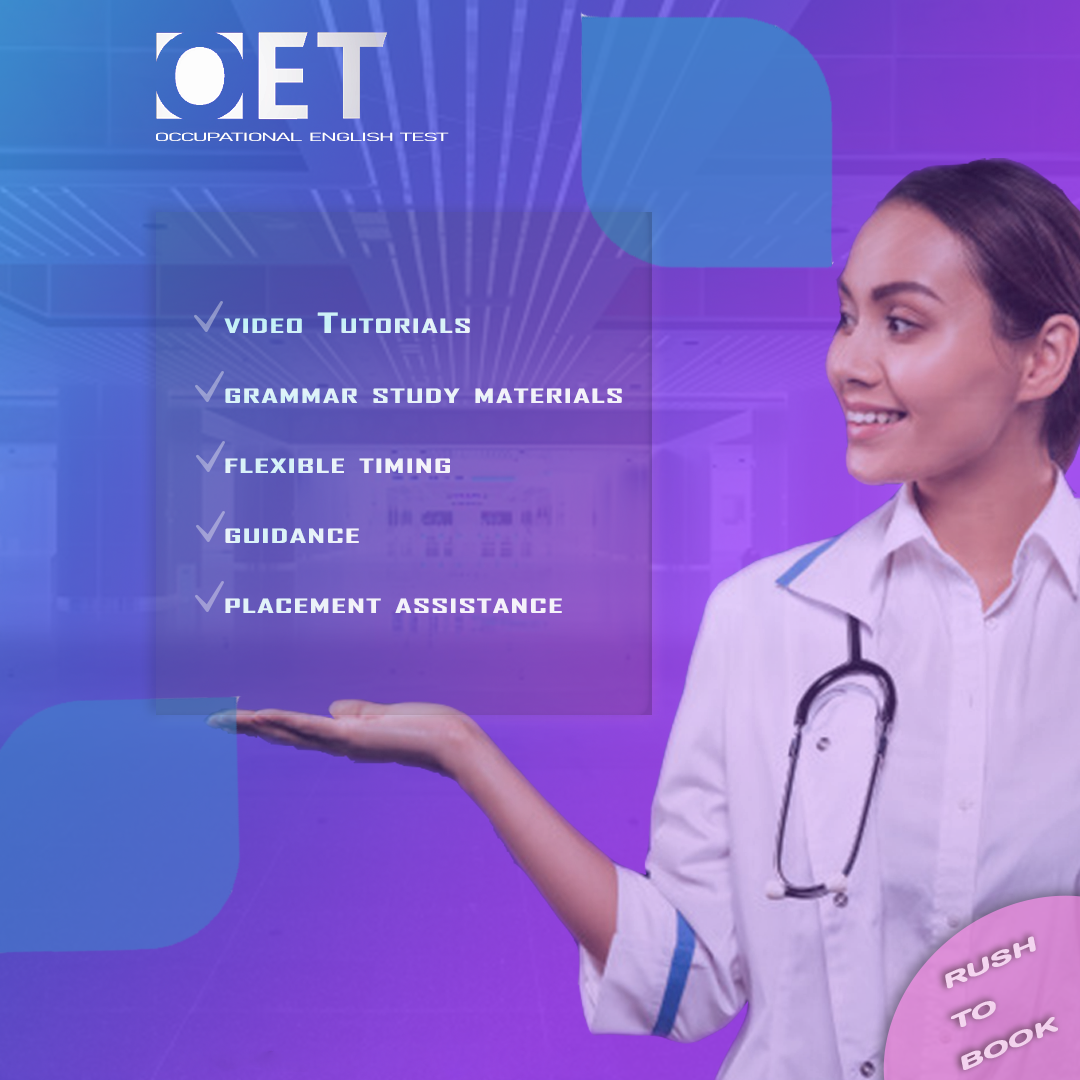 OET
OCCUPATIONAL ENGLISH TEST
VIDEO TUTORIALS
GRAMMAR STUDY MATERIALS
FLEXIBLE TIMING
GUIDANCE
PLACEMENT ASSISTANCE
RUSH
TO
BOOK